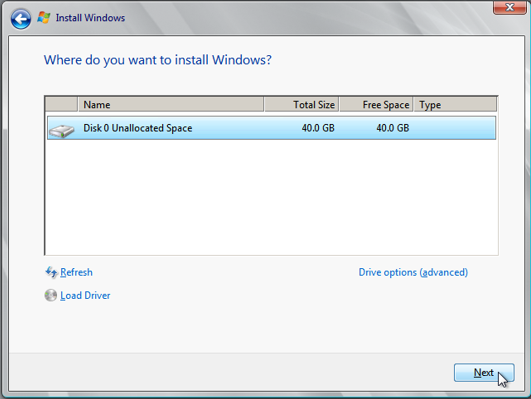 Install Windows
Where do you want to install Windows?
Name Total Size Free Space Type
Disk 0 Unallocated Space 40.0 GB 40.0 GB
Refresh Drive options (advanced)
Load Driver
Next